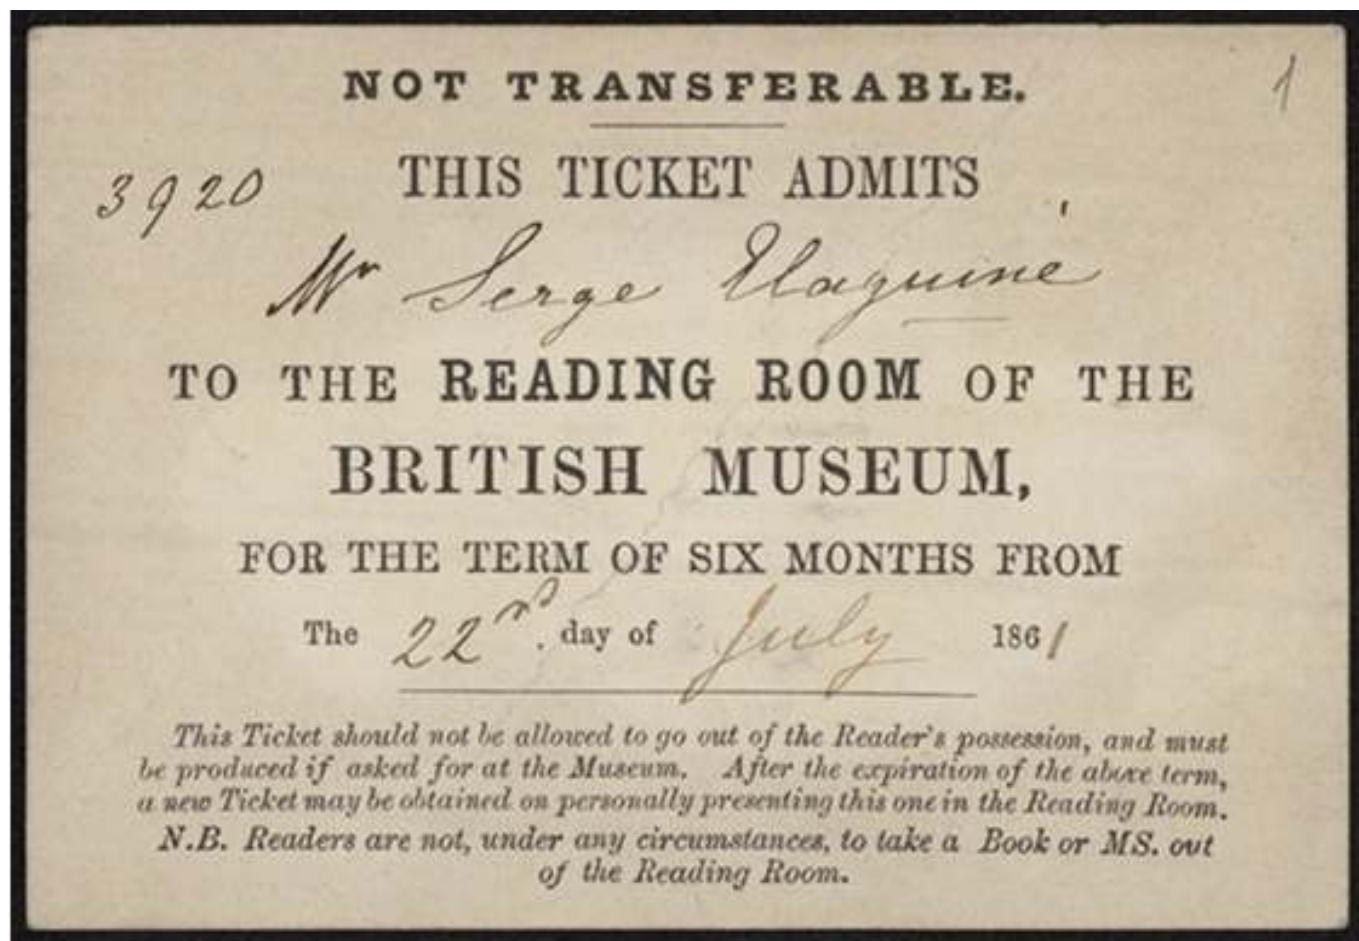 NOT TRANSFERABLE.
1
3920
THIS TICKET ADMITS
Mr Serge Elaguine
TO THE READING ROOM OF THE
BRITISH MUSEUM,
FOR THE TERM OF SIX MONTHS FROM
The 22nd. day of July 1861
This Ticket should not be allowed to go out of the Reader's possession, and must
be produced if asked for at the Museum. After the expiration of the above term,
a new Ticket may be obtained on personally presenting this one in the Reading Room.
N.B. Readers are not, under any circumstances, to take a Book or MS. out
of the Reading Room.